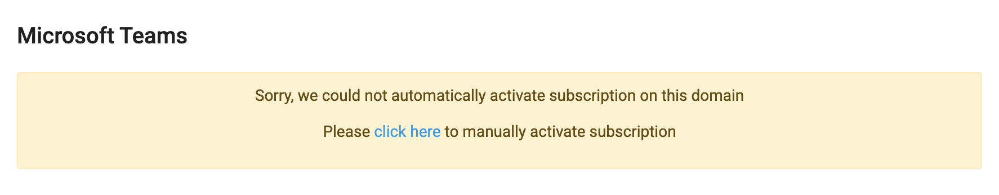 Microsoft Teams
Sorry, we could not automatically activate subscription on this domain
Please click here to manually activate subscription